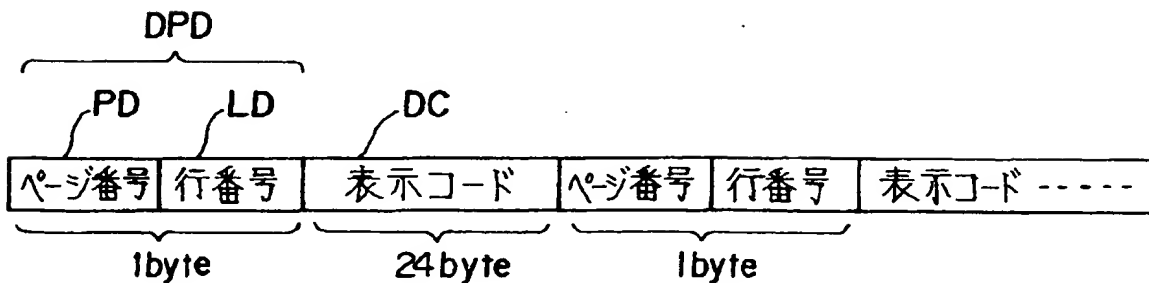 DPD
PD LD DC
ページ番号 行番号 表示コード ページ番号 行番号 表示コード -----
1byte 24byte 1byte